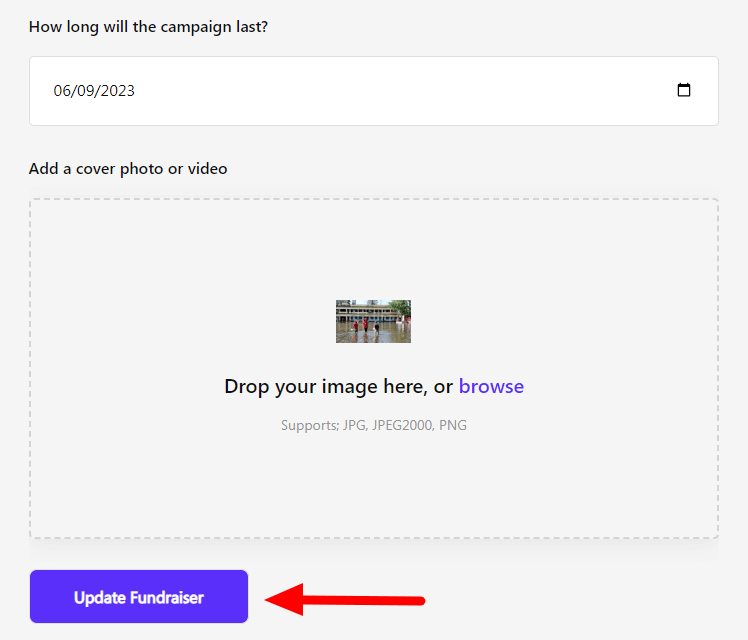 How long will the campaign last?
06/09/2023
Add a cover photo or video
Drop your image here, or browse
Supports; JPG, JPEG2000, PNG
Update Fundraiser